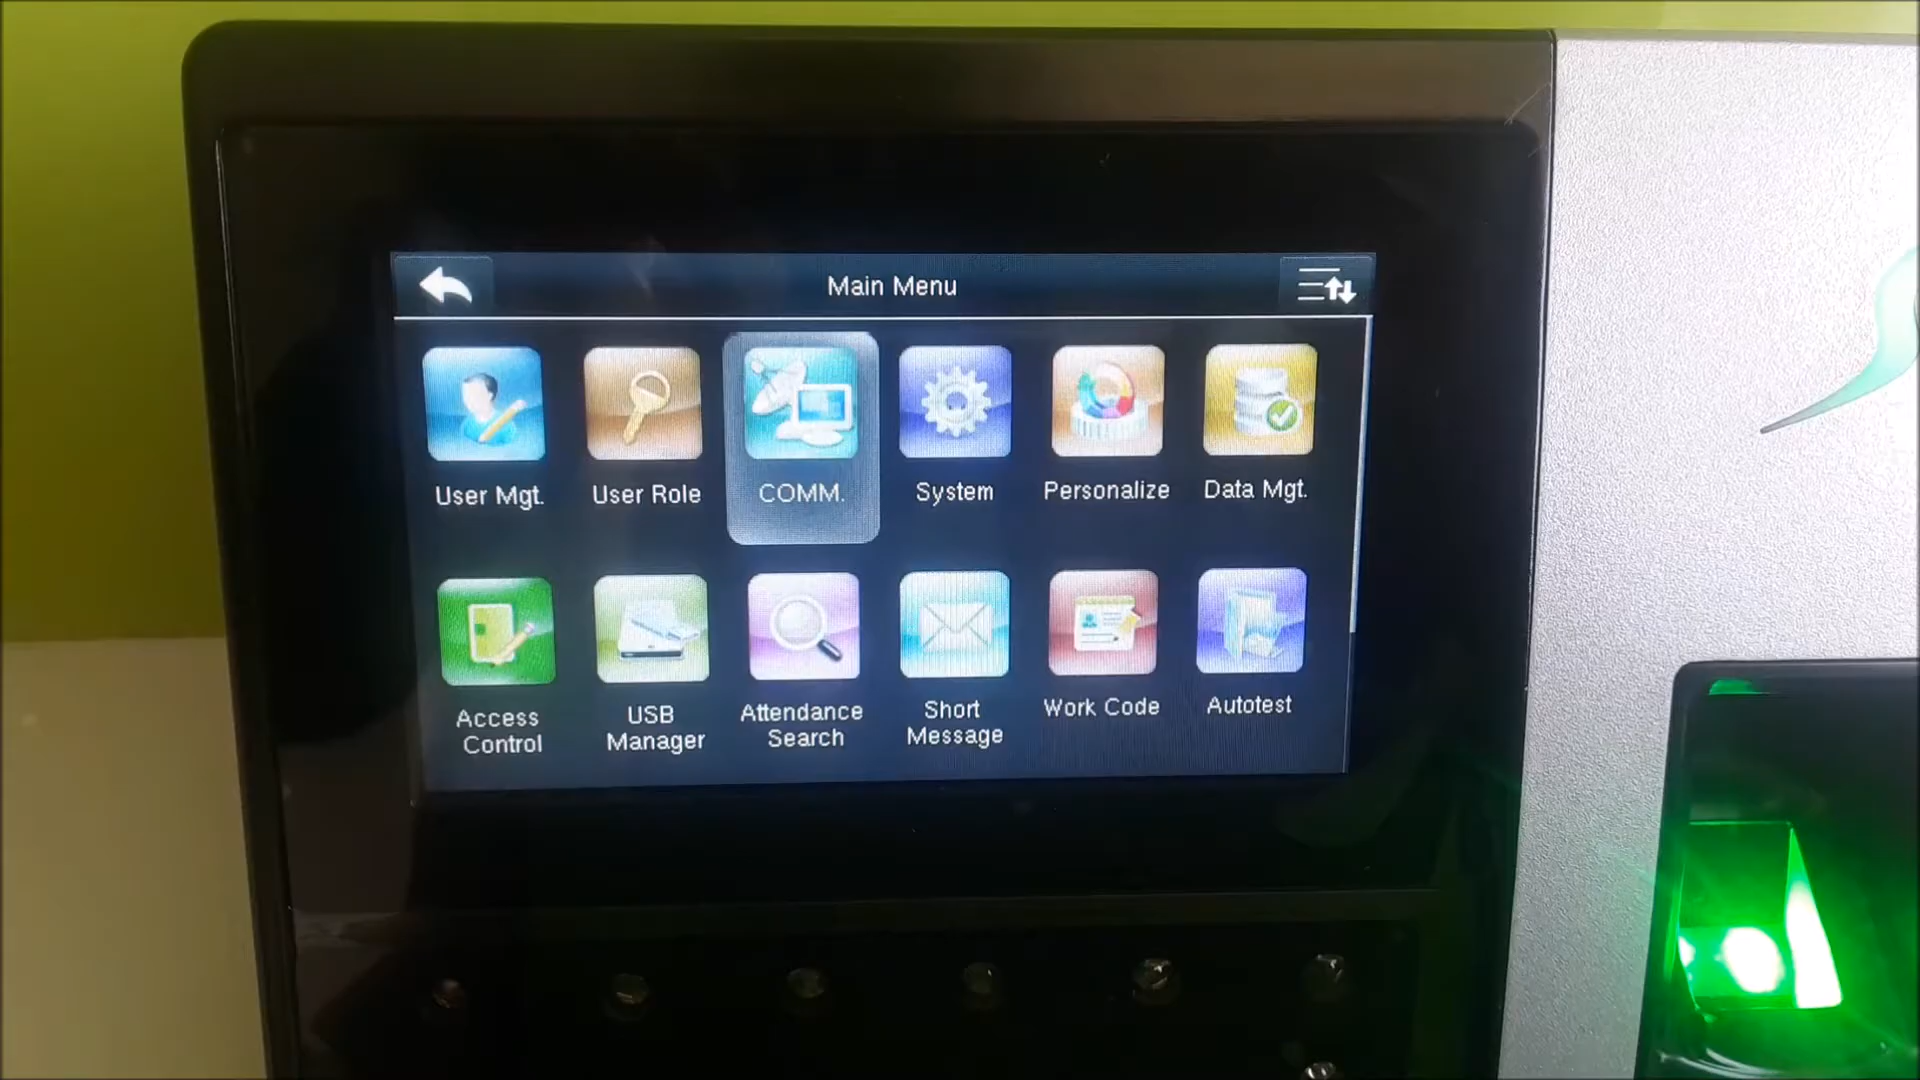 Main Menu
User Mgt.
User Role
COMM.
System
Personalize
Data Mgt.
Access
Control
USB
Manager
Attendance
Search
Short
Message
Work Code
Autotest